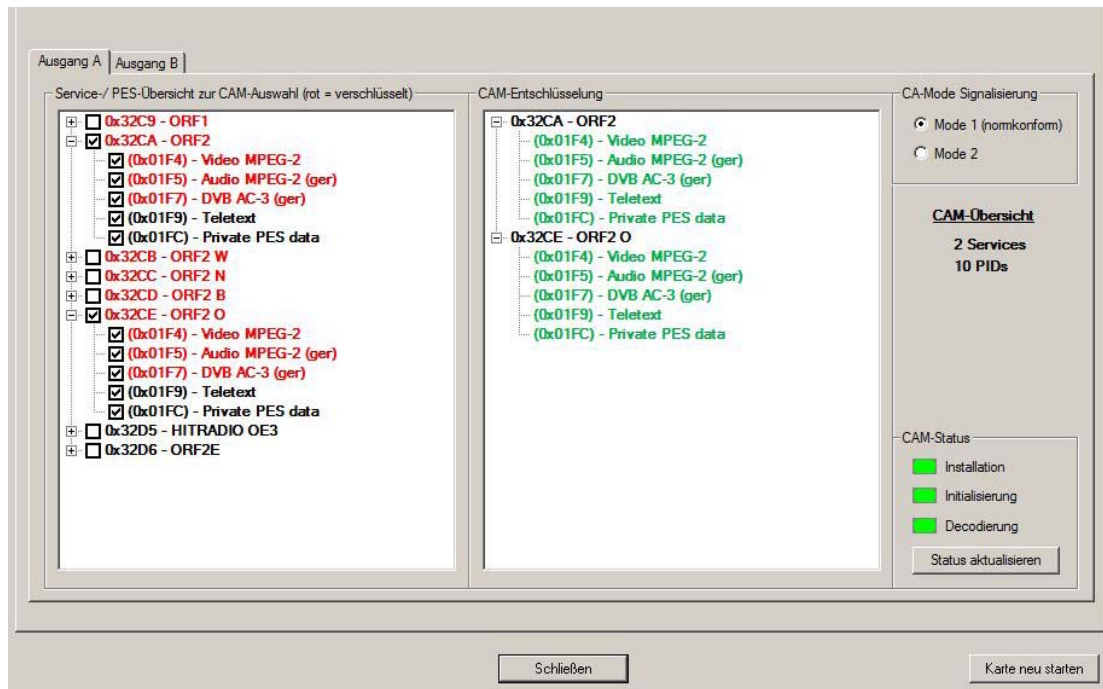 Ausgang A
Ausgang B
Service-/ PES-Übersicht zur CAM-Auswahl (rot = verschlüsselt)
0x32C9 - ORF1
0x32CA - ORF2
(0x01F4) - Video MPEG-2
(0x01F5) - Audio MPEG-2 (ger)
(0x01F7) - DVB AC-3 (ger)
(0x01F9) - Teletext
(0x01FC) - Private PES data
0x32CB - ORF2 W
0x32CC - ORF2 N
0x32CD - ORF2 B
0x32CE - ORF2 O
(0x01F4) - Video MPEG-2
(0x01F5) - Audio MPEG-2 (ger)
(0x01F7) - DVB AC-3 (ger)
(0x01F9) - Teletext
(0x01FC) - Private PES data
0x32D5 - HITRADIO OE3
0x32D6 - ORF2E
CAM-Entschlüsselung
0x32CA - ORF2
(0x01F4) - Video MPEG-2
(0x01F5) - Audio MPEG-2 (ger)
(0x01F7) - DVB AC-3 (ger)
(0x01F9) - Teletext
(0x01FC) - Private PES data
0x32CE - ORF2 O
(0x01F4) - Video MPEG-2
(0x01F5) - Audio MPEG-2 (ger)
(0x01F7) - DVB AC-3 (ger)
(0x01F9) - Teletext
(0x01FC) - Private PES data
CA-Mode Signalisierung
Mode 1 (normkonform)
Mode 2
CAM-Übersicht
2 Services
10 PIDs
CAM-Status
Installation
Initialisierung
Decodierung
Status aktualisieren
Schließen
Karte neu starten